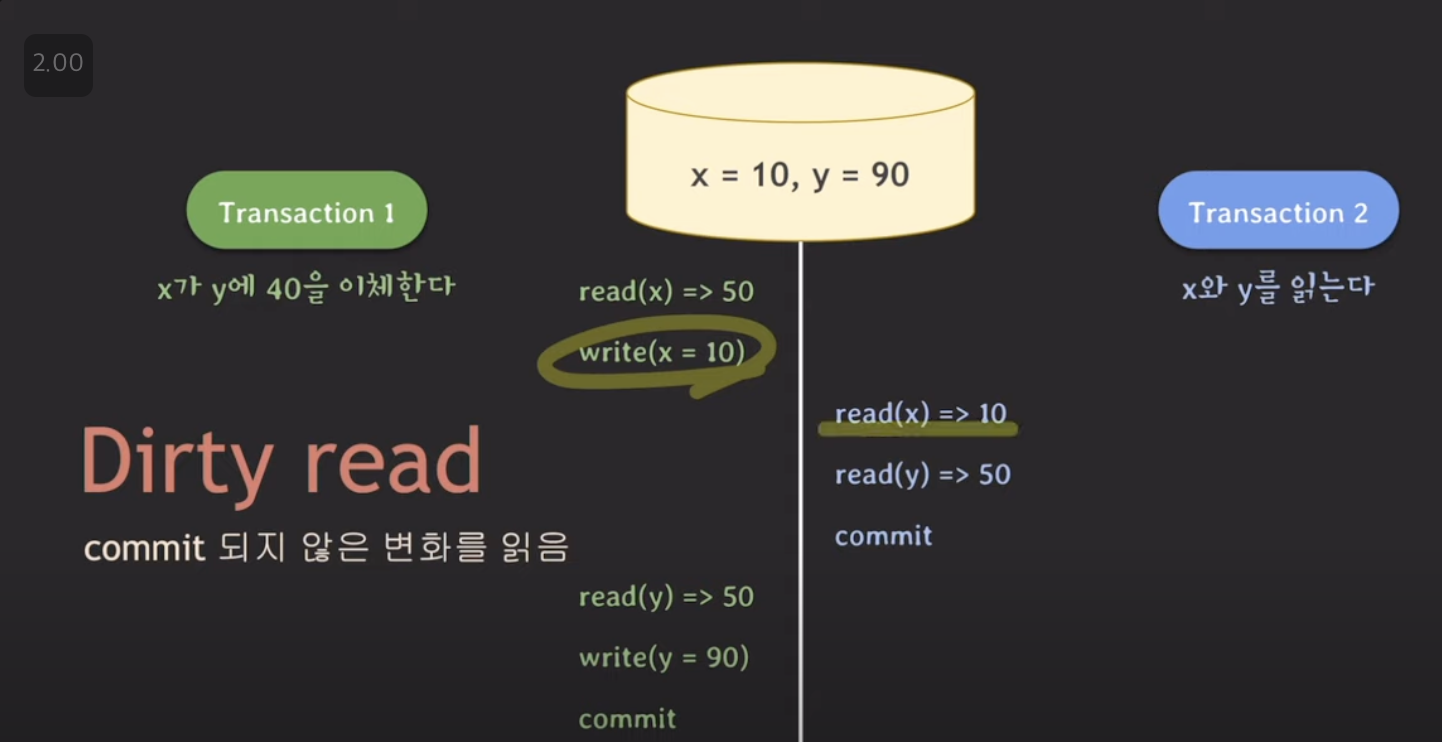 2.00
x = 10, y = 90
Transaction 1
x가 y에 40을 이체한다
Transaction 2
x와 y를 읽는다
read(x) => 50
write(x = 10)
read(x) => 10
read(y) => 50
commit
Dirty read
commit 되지 않은 변화를 읽음
read(y) => 50
write(y = 90)
commit